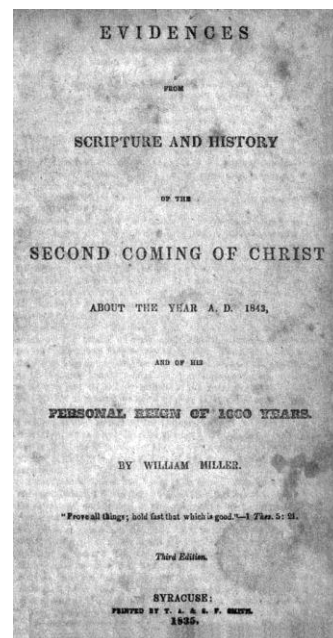 EVIDENCES
FROM
SCRIPTURE AND HISTORY
OF THE
SECOND COMING OF CHRIST
ABOUT THE YEAR A. D. 1843,
AND OF HIS
PERSONAL REIGN OF 1000 YEARS.
BY WILLIAM MILLER.
"Prove all things; hold fast that which is good."—1 Thes. 5: 21.
Third Edition.
SYRACUSE:
PRINTED BY T. A. & S. F. SMITH.
1835.